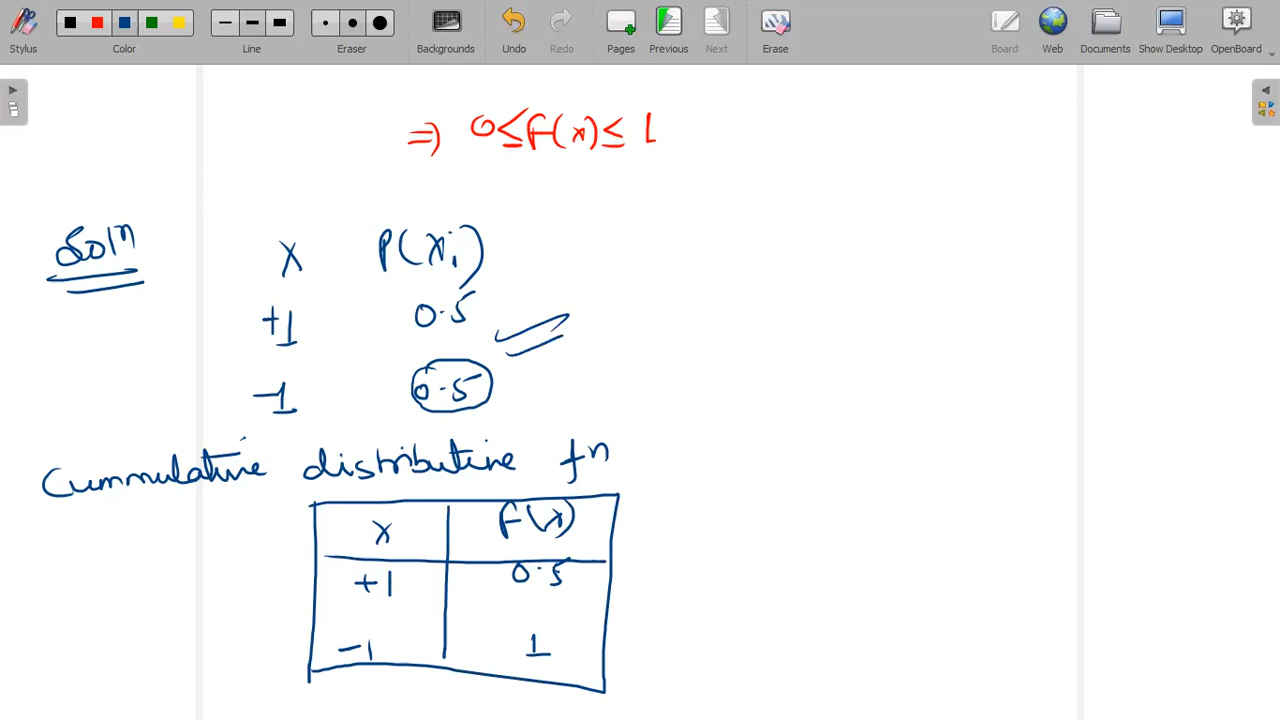 Stylus Color Line Eraser Backgrounds Undo Redo Pages Previous Next Erase Board Web Documents Show Desktop OpenBoard
⇒ 0≤F(x)≤ 1
Soln
X P(Xi)
+1 0.5
-1 0.5
Cummulative distributive fn
X F(x)
+1 0.5
-1 1